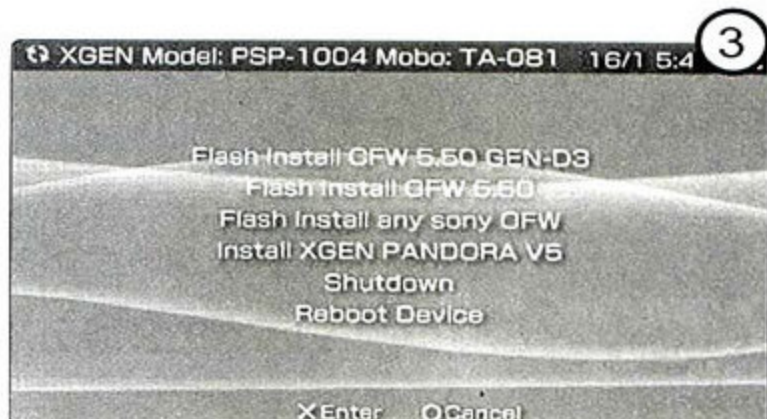 XGEN Model: PSP-1004 Mobo: TA-081 16/1 5:4
3
Flash Install CFW 5.50 GEN-D3
Flash Install OFW 5.50
Flash Install any sony OFW
Install XGEN PANDORA V5
Shutdown
Reboot Device
XEnter OCancel